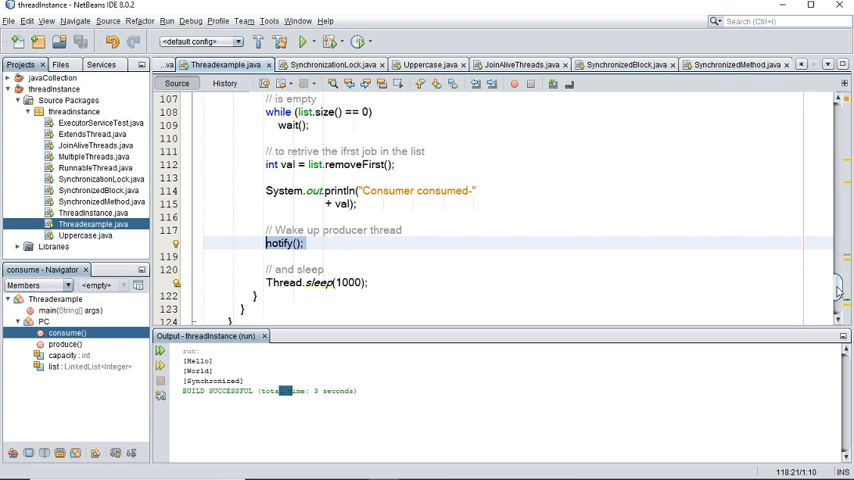 threadInstance - NetBeans IDE 8.0.2
File Edit View Navigate Source Refactor Run Debug Profile Team Tools Window Help
<default config>
Search (Ctrl+I)
Projects Files Services
...va Threadexample.java SynchronizationLock.java Uppercase.java JoinAliveThreads.java SynchronizedBlock.java SynchronizedMethod.java
javaCollection
threadinstance
Source Packages
threadinstance
ExecutorServiceTest.java
ExtendsThread.java
JoinAliveThreads.java
MultipleThreads.java
RunnableThread.java
SynchronizationLock.java
SynchronizedBlock.java
SynchronizedMethod.java
ThreadInstance.java
Threadexample.java
Uppercase.java
Libraries
Source History
107 // is empty
108 while (list.size() == 0)
109 wait();
110
111 // to retrive the ifrst job in the list
112 int val = list.removeFirst();
113
114 System.out.println("Consumer consumed-"
115 + val);
116
117 // Wake up producer thread
notify();
119
120 // and sleep
Thread.sleep(1000);
122 }
123 }
124 }
consume - Navigator
Members <empty>
Threadexample
main(String[] args)
PC
consume()
produce()
capacity : int
list : LinkedList<Integer>
Output - threadInstance (run)
run:
[Hello]
[World]
[Synchronized]
BUILD SUCCESSFUL (total time: 3 seconds)
118:21/1:10 INS